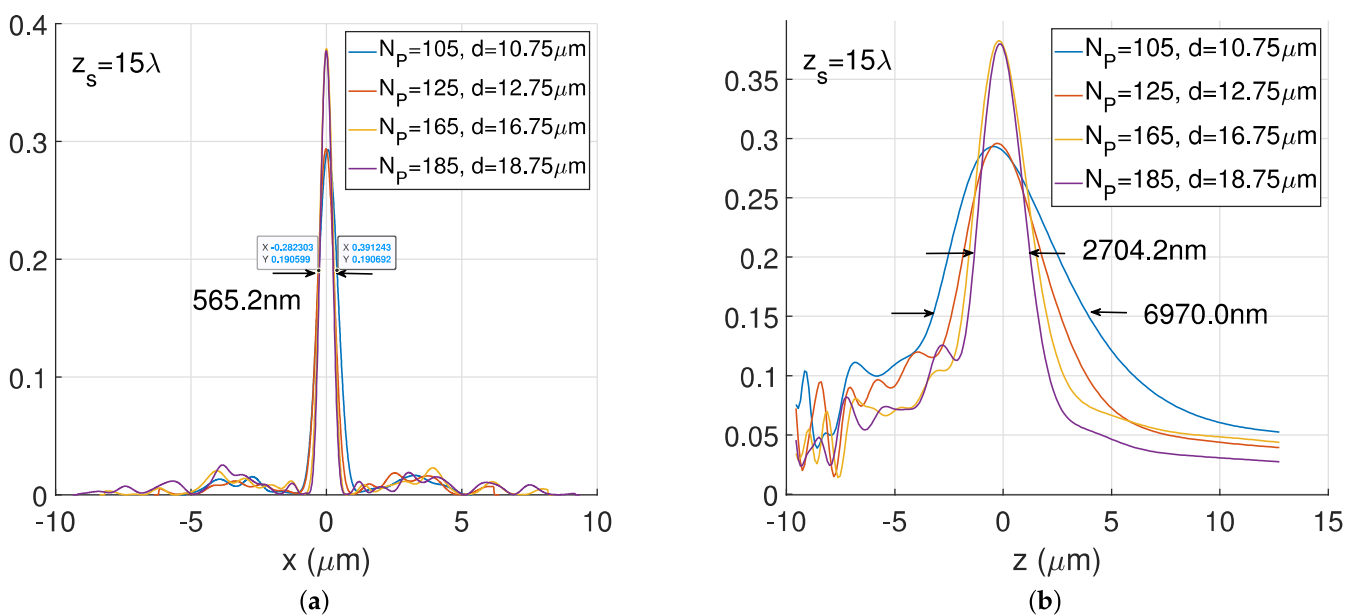 0.4
0.3
0.2
0.1
0
z_s=15λ
N_P=105, d=10.75μm
N_P=125, d=12.75μm
N_P=165, d=16.75μm
N_P=185, d=18.75μm
X -0.282303
Y 0.190599
X 0.391243
Y 0.190692
565.2nm
-10 -5 0 5 10
x (μm)
(a)
0.35
0.3
0.25
0.2
0.15
0.1
0.05
0
z_s=15λ
N_P=105, d=10.75μm
N_P=125, d=12.75μm
N_P=165, d=16.75μm
N_P=185, d=18.75μm
2704.2nm
6970.0nm
-10 -5 0 5 10 15
z (μm)
(b)